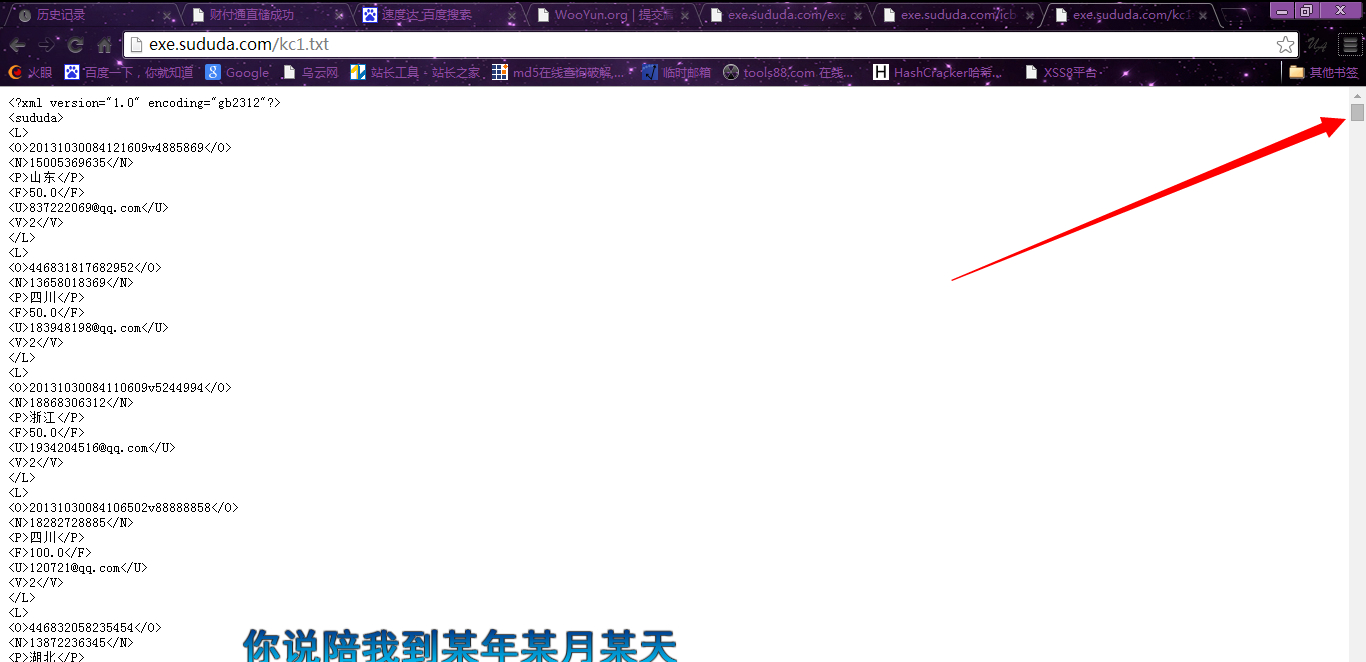 历史记录
财付通直储成功
速度达_百度搜索
WooYun.org | 提交
exe.sududa.com/exe
exe.sududa.com/icb
exe.sududa.com/kc1
exe.sududa.com/kc1.txt
火眼
百度一下，你就知道
Google
乌云网
站长工具 - 站长之家
md5在线查询破解,...
临时邮箱
tools88.com 在线...
HashCracker哈希...
XSS8平台
其他书签
<?xml version="1.0" encoding="gb2312"?>
<sududa>
<L>
<O>20131030084121609v4885869</O>
<N>15005369635</N>
<P>山东</P>
<F>50.0</F>
<U>837222069@qq.com</U>
<V>2</V>
</L>
<L>
<O>446831817682952</O>
<N>13658018369</N>
<P>四川</P>
<F>50.0</F>
<U>183948198@qq.com</U>
<V>2</V>
</L>
<L>
<O>20131030084110609v5244994</O>
<N>18868306312</N>
<P>浙江</P>
<F>50.0</F>
<U>1934204516@qq.com</U>
<V>2</V>
</L>
<L>
<O>20131030084106502v88888858</O>
<N>18282728885</N>
<P>四川</P>
<F>100.0</F>
<U>120721@qq.com</U>
<V>2</V>
</L>
<L>
<O>446832058235454</O>
<N>13872236345</N>
<P>湖北</P>
你说陪我到某年某月某天